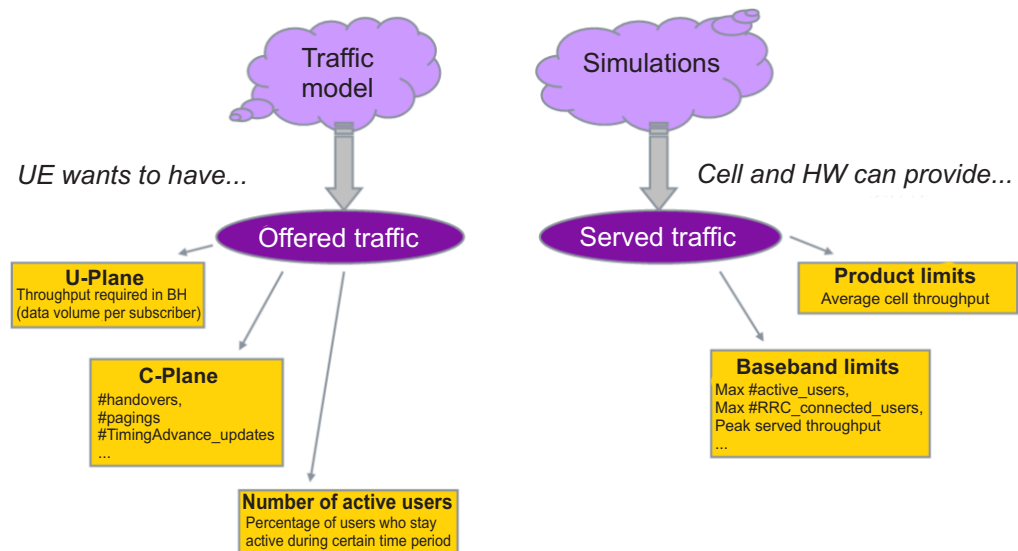 Traffic
model
Simulations
UE wants to have...
Cell and HW can provide...
Offered traffic
Served traffic
U-Plane
Throughput required in BH
(data volume per subscriber)
Product limits
Average cell throughput
C-Plane
#handovers,
#pagings
#TimingAdvance_updates
...
Baseband limits
Max #active_users,
Max #RRC_connected_users,
Peak served throughput
...
Number of active users
Percentage of users who stay
active during certain time period